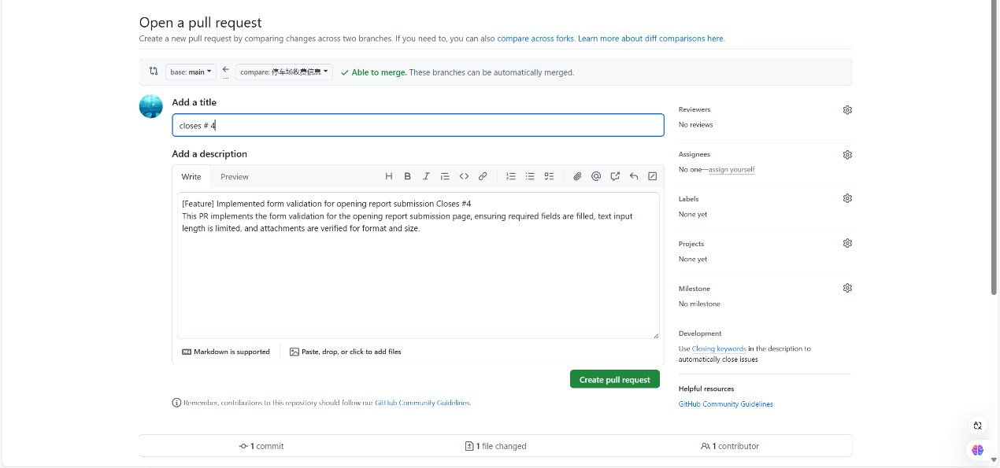 Open a pull request
Create a new pull request by comparing changes across two branches. If you need to, you can also compare across forks. Learn more about diff comparisons here.
base: main
...
compare: 停车场收费信息
Able to merge. These branches can be automatically merged.
Add a title
closes # 4
Add a description
Write
Preview
[Feature] Implemented form validation for opening report submission Closes #4
This PR implements the form validation for the opening report submission page, ensuring required fields are filled, text input
length is limited, and attachments are verified for format and size.
Markdown is supported
Paste, drop, or click to add files
Create pull request
Remember, contributions to this repository should follow our GitHub Community Guidelines.
Reviewers
No reviews
Assignees
No one—assign yourself
Labels
None yet
Projects
None yet
Milestone
No milestone
Development
Use Closing keywords in the description to
automatically close issues
Helpful resources
GitHub Community Guidelines
1 commit
1 file changed
1 contributor